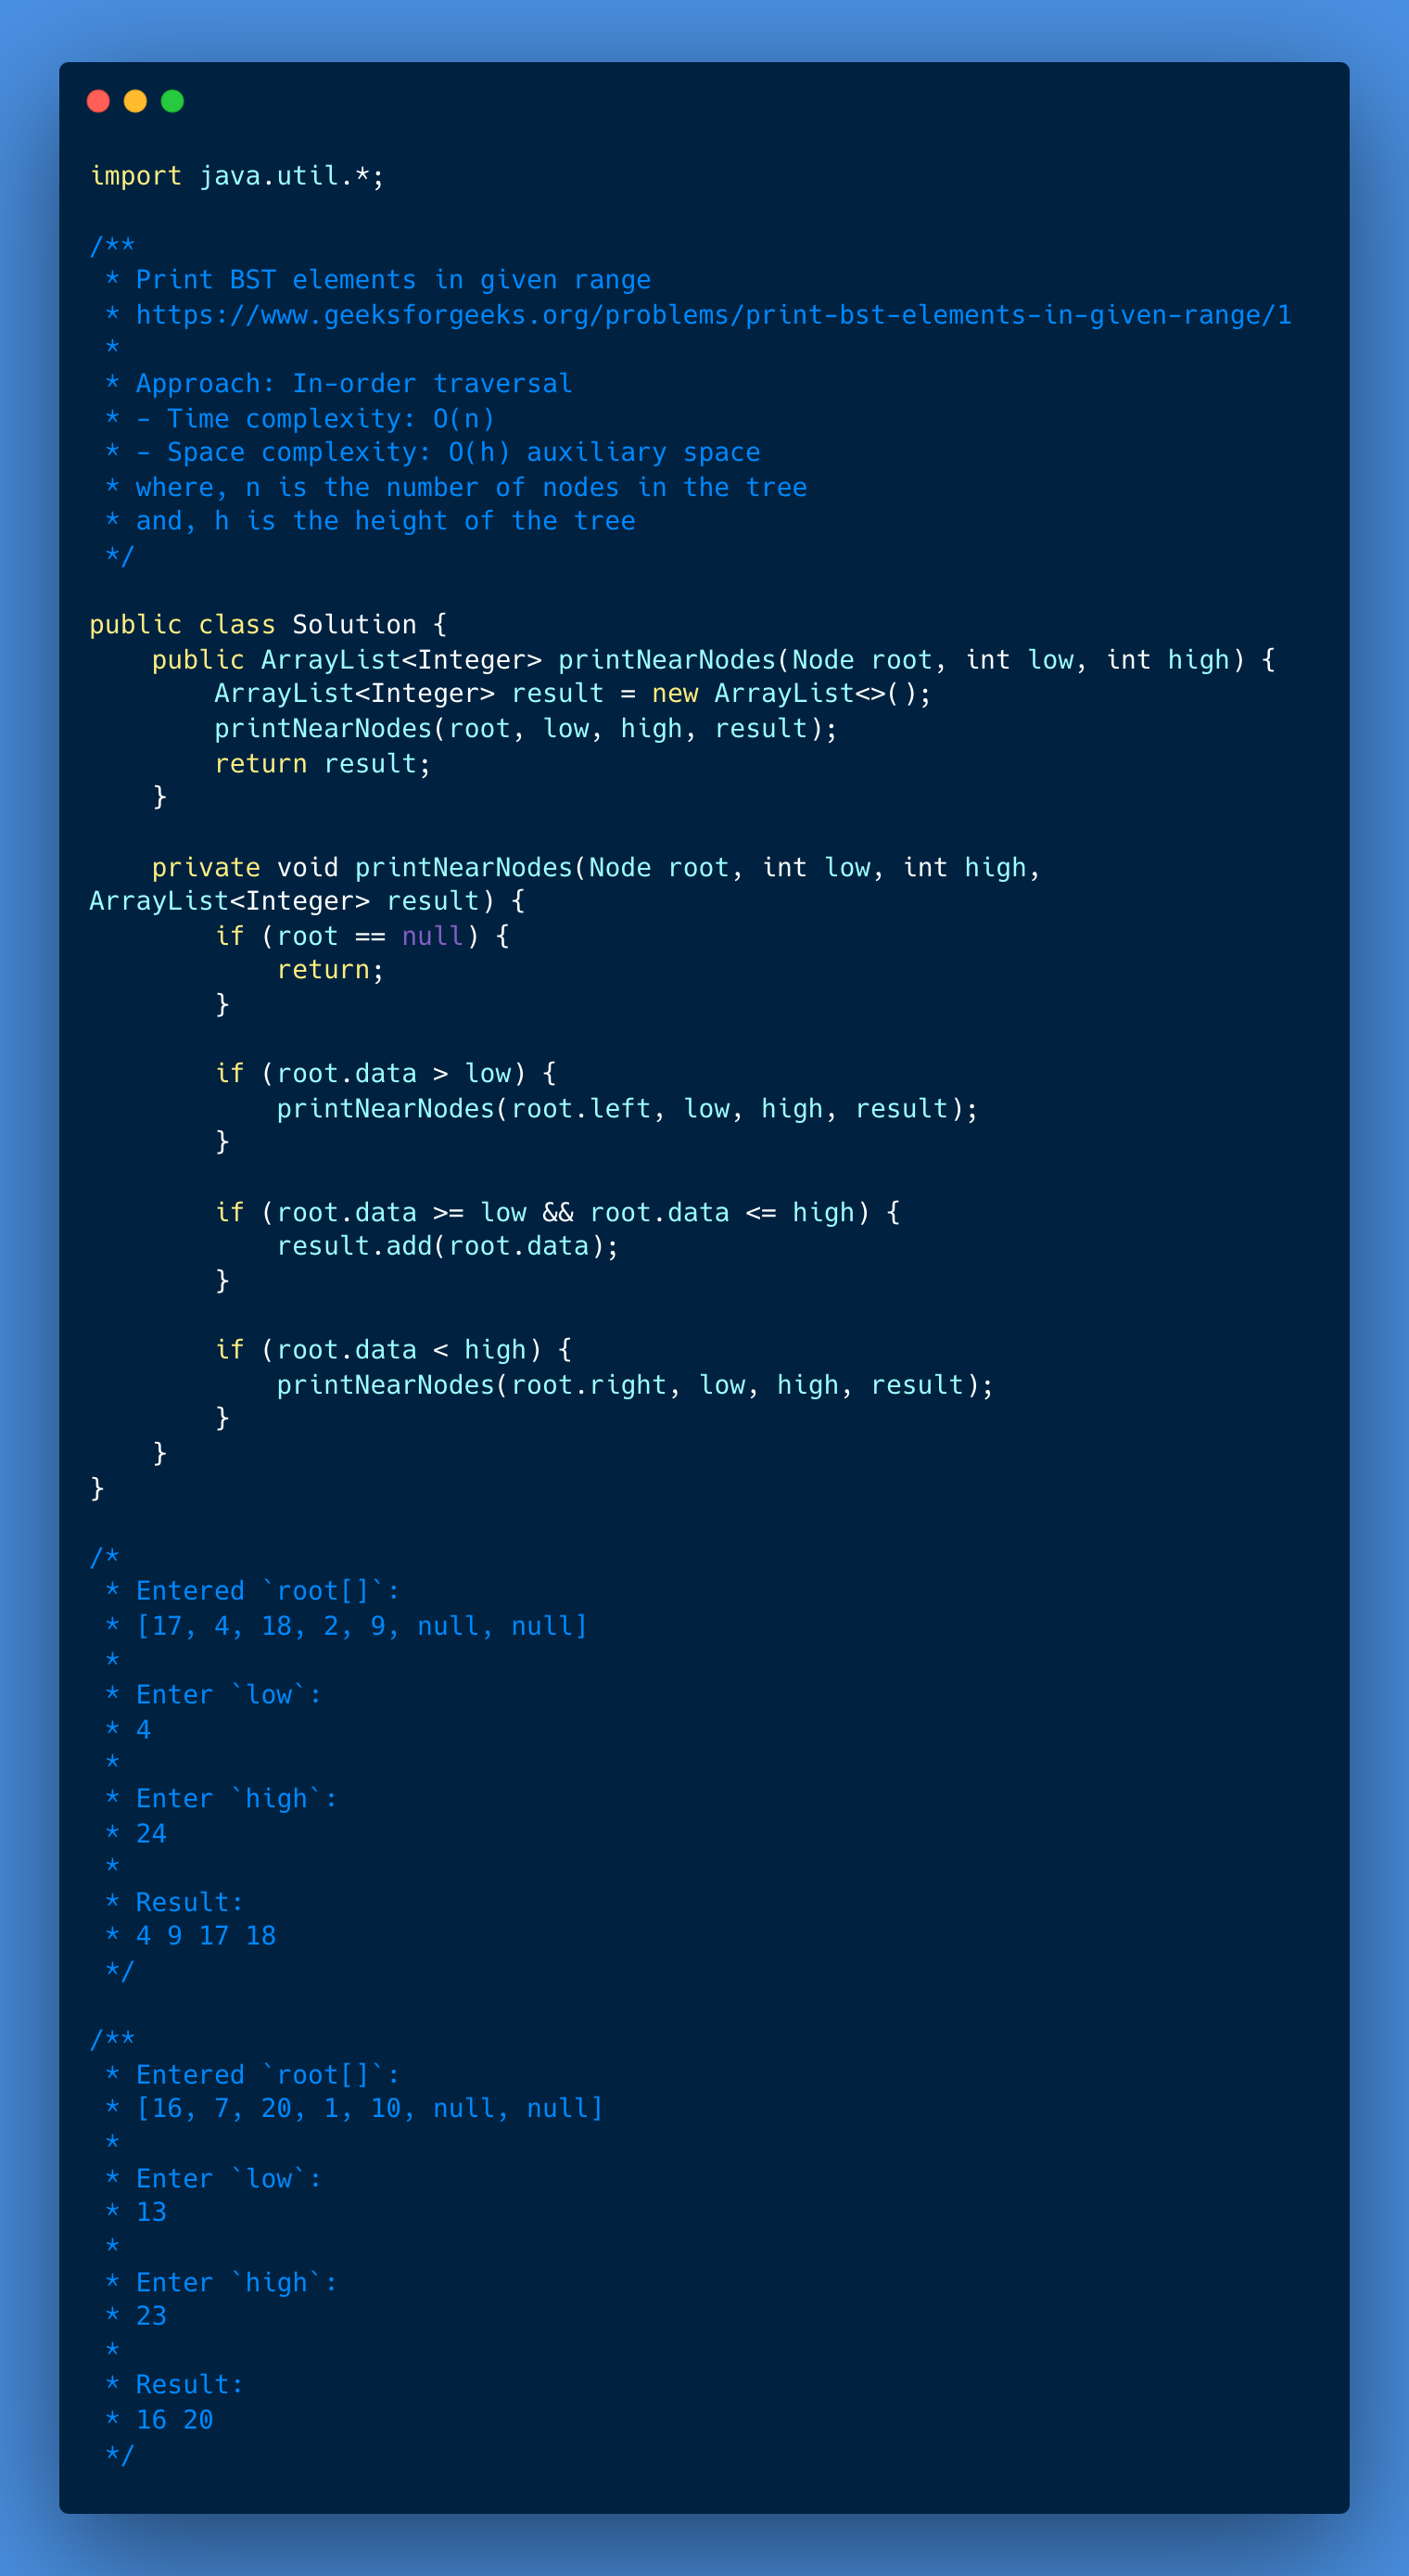 import java.util.*;

/**
 * Print BST elements in given range
 * https://www.geeksforgeeks.org/problems/print-bst-elements-in-given-range/1
 *
 * Approach: In-order traversal
 * - Time complexity: O(n)
 * - Space complexity: O(h) auxiliary space
 * where, n is the number of nodes in the tree
 * and, h is the height of the tree
 */

public class Solution {
    public ArrayList<Integer> printNearNodes(Node root, int low, int high) {
        ArrayList<Integer> result = new ArrayList<>();
        printNearNodes(root, low, high, result);
        return result;
    }

    private void printNearNodes(Node root, int low, int high,
ArrayList<Integer> result) {
        if (root == null) {
            return;
        }

        if (root.data > low) {
            printNearNodes(root.left, low, high, result);
        }

        if (root.data >= low && root.data <= high) {
            result.add(root.data);
        }

        if (root.data < high) {
            printNearNodes(root.right, low, high, result);
        }
    }
}

/*
 * Entered `root[]`:
 * [17, 4, 18, 2, 9, null, null]
 *
 * Enter `low`:
 * 4
 *
 * Enter `high`:
 * 24
 *
 * Result:
 * 4 9 17 18
 */

/**
 * Entered `root[]`:
 * [16, 7, 20, 1, 10, null, null]
 *
 * Enter `low`:
 * 13
 *
 * Enter `high`:
 * 23
 *
 * Result:
 * 16 20
 */